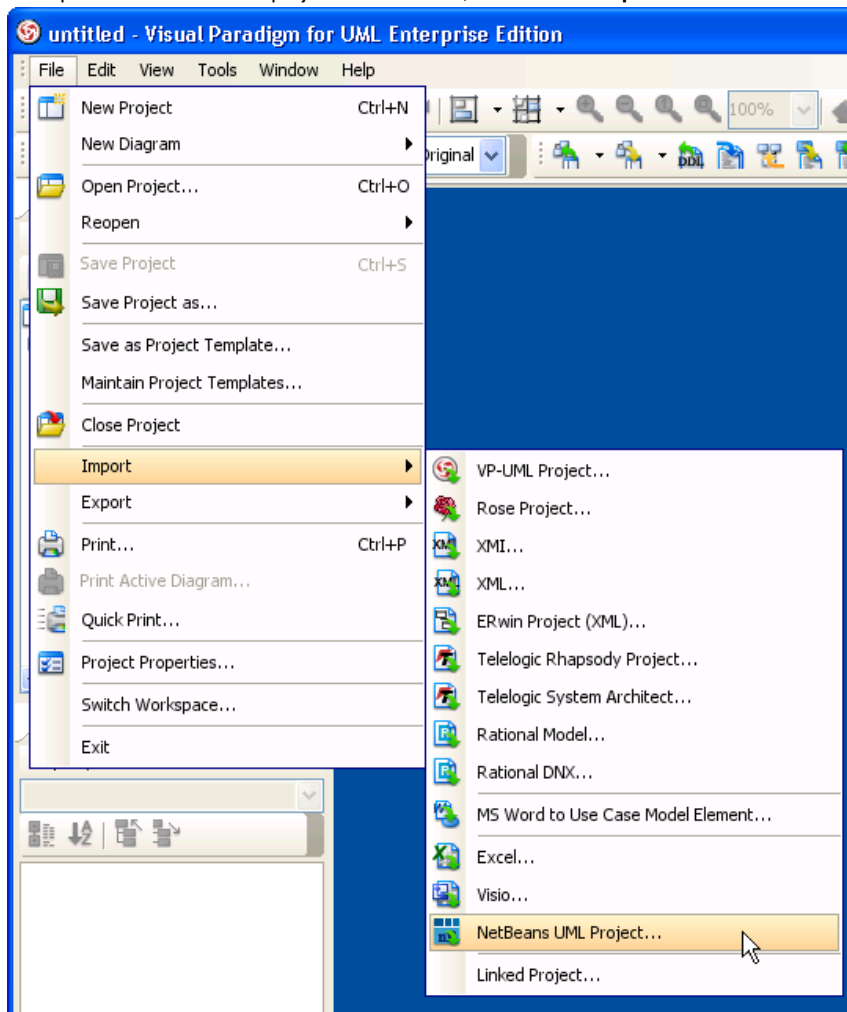 untitled - Visual Paradigm for UML Enterprise Edition
File Edit View Tools Window Help
100%
New Project Ctrl+N
New Diagram
Original
DDL
Open Project... Ctrl+O
Reopen
Save Project Ctrl+S
Save Project as...
Save as Project Template...
Maintain Project Templates...
Close Project
Import
Export
Print... Ctrl+P
Print Active Diagram...
Quick Print...
Project Properties...
Switch Workspace...
Exit
VP-UML Project...
Rose Project...
XMI...
XML...
ERwin Project (XML)...
Telelogic Rhapsody Project...
Telelogic System Architect...
Rational Model...
Rational DNX...
MS Word to Use Case Model Element...
Excel...
Visio...
NetBeans UML Project...
Linked Project...